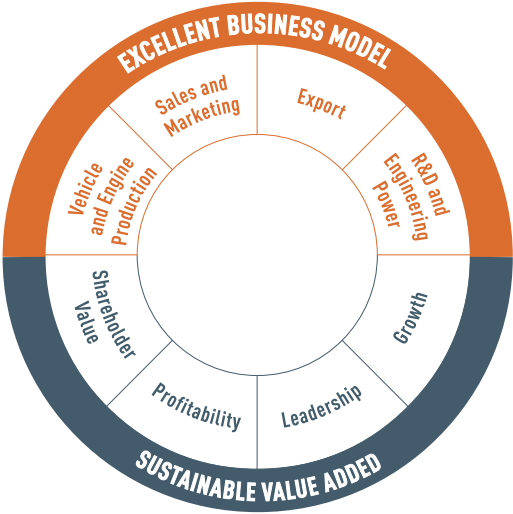 EXCELLENT BUSINESS MODEL
Sales and
Marketing
Export
Vehicle
and Engine
Production
R&D and
Engineering
Power
Shareholder
Value
Growth
Profitability
Leadership
SUSTAINABLE VALUE ADDED